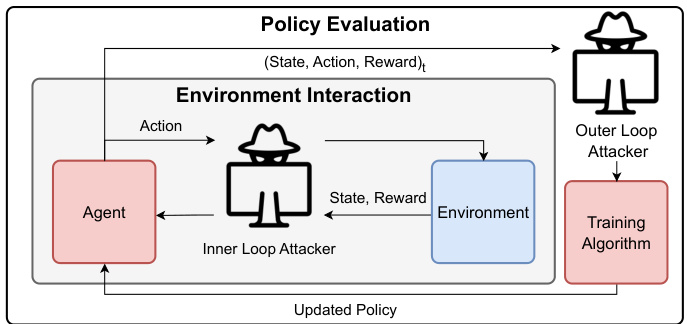 Policy Evaluation
(State, Action, Reward)t
Environment Interaction
Action
Outer Loop
Attacker
State, Reward
Agent
Environment
Inner Loop Attacker
Training
Algorithm
Updated Policy